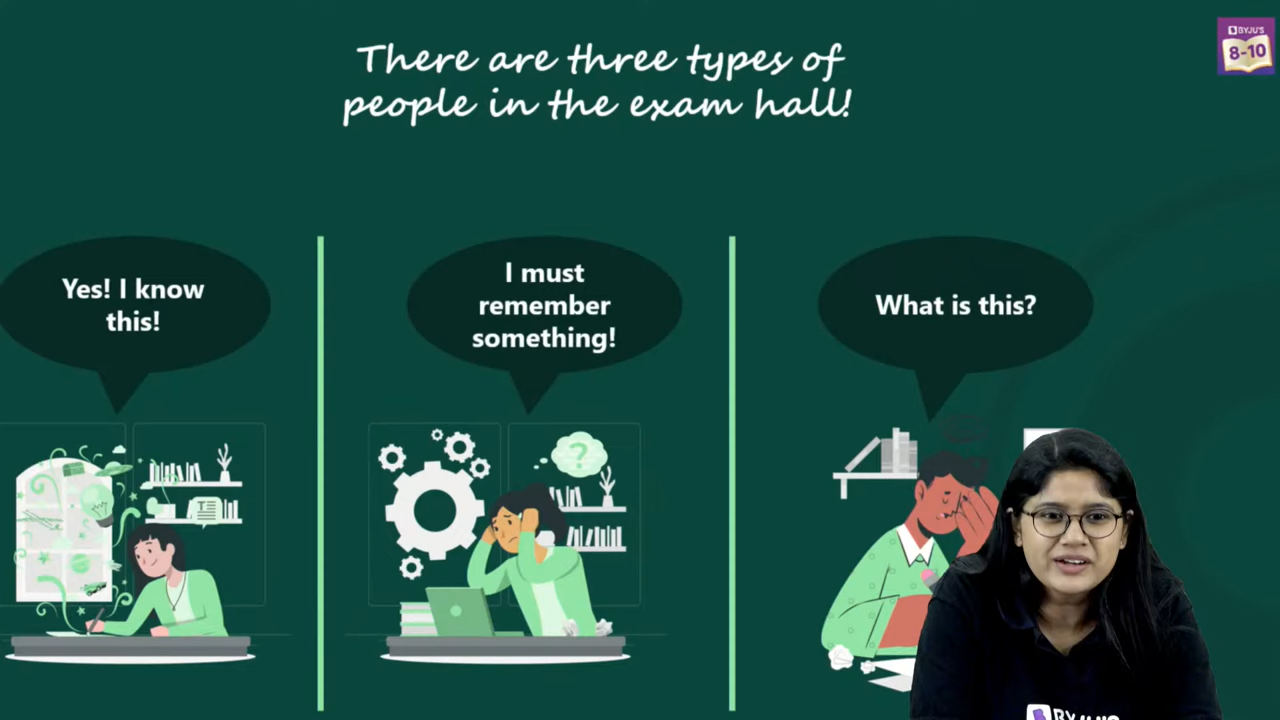 There are three types of
people in the exam hall!
BYJU'S
8-10
Yes! I know
this!
I must
remember
something!
What is this?
?
BYJU'S